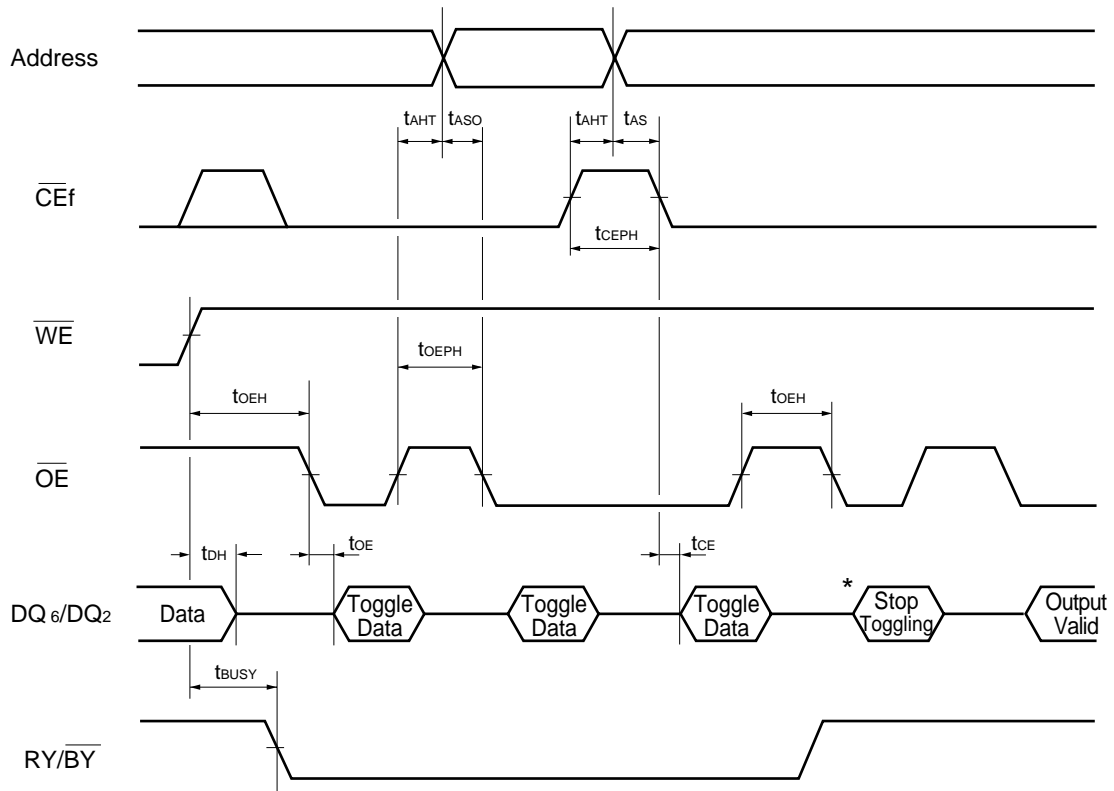 Address
tAHT tASO tAHT tAS
CEf
tCEPH
WE
tOEPH
tOEH tOEH
OE
tDH tOE tCE
*
DQ6/DQ2 Data Toggle Data Toggle Data Toggle Data Stop Toggling Output Valid
tBUSY
RY/BY